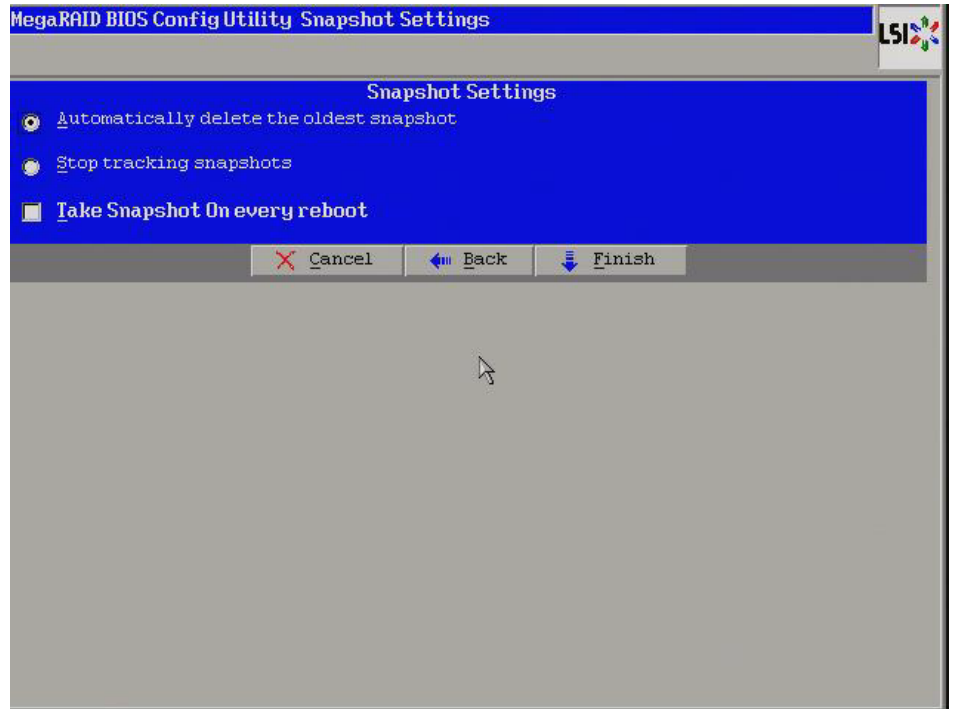 MegaRAID BIOS Config Utility Snapshot Settings
LSI
Snapshot Settings
Automatically delete the oldest snapshot
Stop tracking snapshots
Take Snapshot On every reboot
Cancel Back Finish